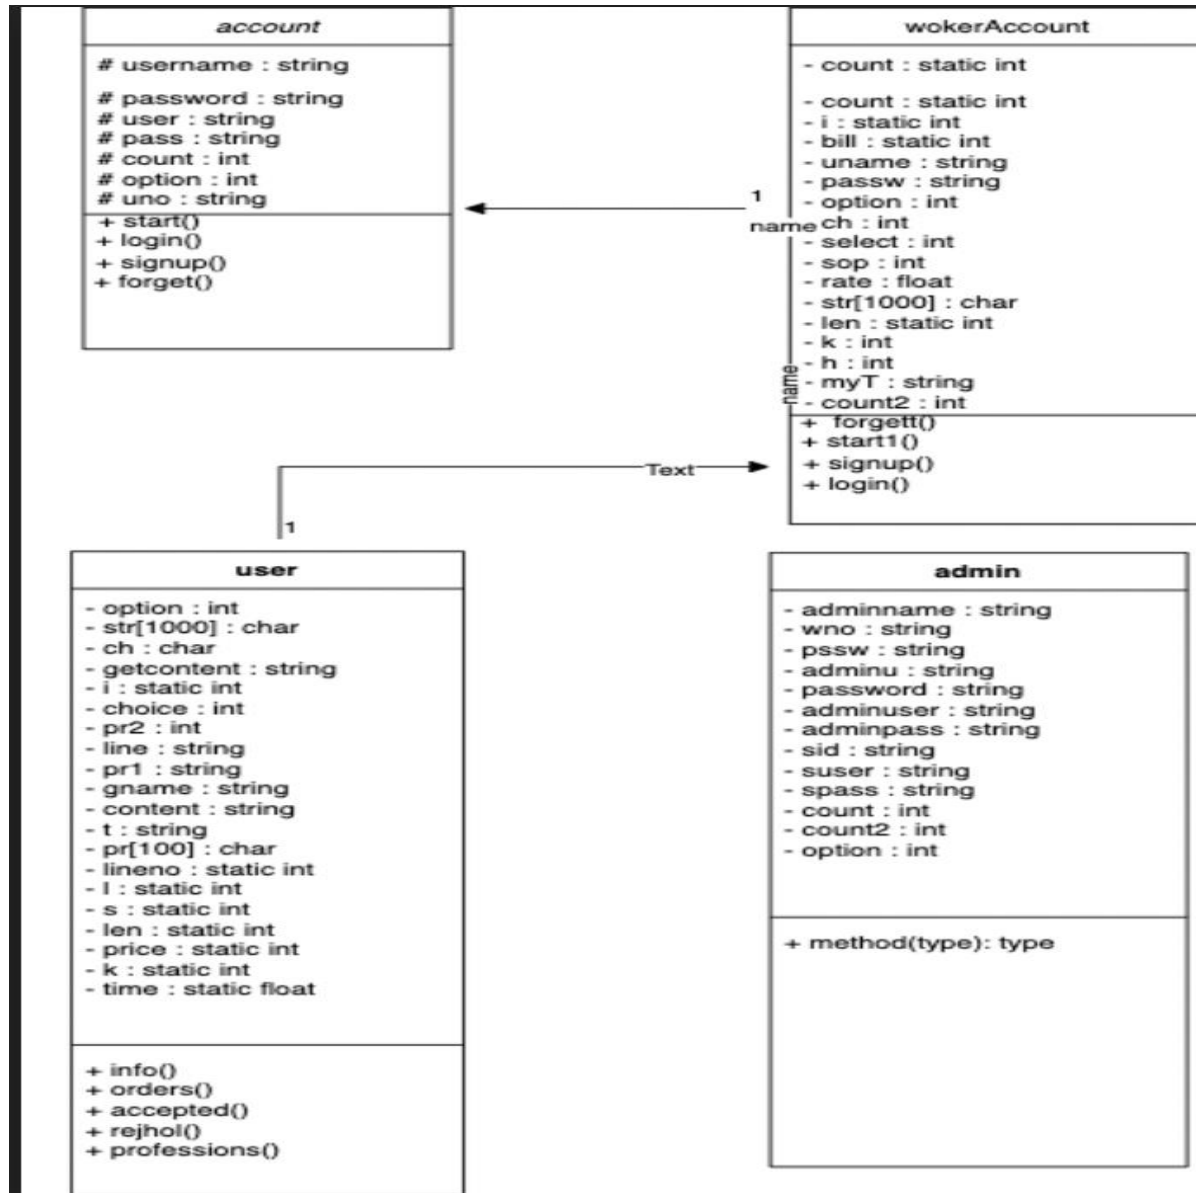 account
# username : string
# password : string
# user : string
# pass : string
# count : int
# option : int
# uno : string
+ start()
+ login()
+ signup()
+ forget()
wokerAccount
- count : static int
- count : static int
- i : static int
- bill : static int
- uname : string
- passw : string
- option : int
ch : int
- select : int
- sop : int
- rate : float
- str[1000] : char
- len : static int
- k : int
- h : int
- myT : string
- count2 : int
+ forgett()
+ start1()
+ signup()
+ login()
1
name
name
Text
1
user
- option : int
- str[1000] : char
- ch : char
- getcontent : string
- i : static int
- choice : int
- pr2 : int
- line : string
- pr1 : string
- gname : string
- content : string
- t : string
- pr[100] : char
- lineno : static int
- l : static int
- s : static int
- len : static int
- price : static int
- k : static int
- time : static float
+ info()
+ orders()
+ accepted()
+ rejhol()
+ professions()
admin
- adminname : string
- wno : string
- pssw : string
- adminu : string
- password : string
- adminuser : string
- adminpass : string
- sid : string
- suser : string
- spass : string
- count : int
- count2 : int
- option : int
+ method(type): type